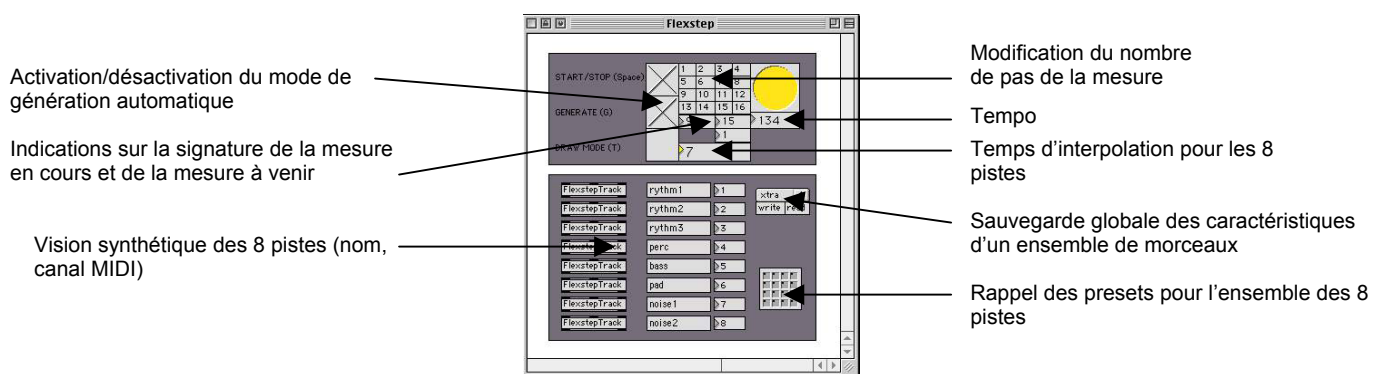 Flexstep
Activation/désactivation du mode de
génération automatique
Indications sur la signature de la mesure
en cours et de la mesure à venir
Vision synthétique des 8 pistes (nom,
canal MIDI)
START/STOP (Space)
GENERATE (G)
DRAW MODE (T)
1 2 3 4
5 6 8
9 10 11 12
13 14 15 16
9 15 134
1
7
FlexstepTrack rythm1 1
FlexstepTrack rythm2 2
FlexstepTrack rythm3 3
FlexstepTrack perc 4
FlexstepTrack bass 5
FlexstepTrack pad 6
FlexstepTrack noise1 7
FlexstepTrack noise2 8
xtra
write read
Modification du nombre
de pas de la mesure
Tempo
Temps d'interpolation pour les 8
pistes
Sauvegarde globale des caractéristiques
d'un ensemble de morceaux
Rappel des presets pour l'ensemble des 8
pistes